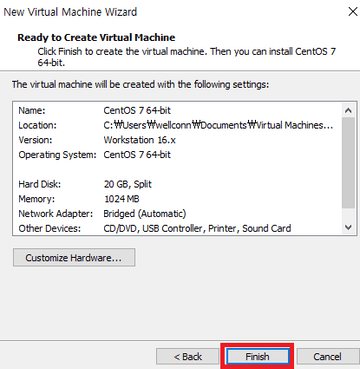 New Virtual Machine Wizard
Ready to Create Virtual Machine
Click Finish to create the virtual machine. Then you can install CentOS 7
64-bit.
The virtual machine will be created with the following settings:
Name: CentOS 7 64-bit
Location: C:₩Users₩wellconn₩Documents₩Virtual Machines...
Version: Workstation 16.x
Operating System: CentOS 7 64-bit
Hard Disk: 20 GB, Split
Memory: 1024 MB
Network Adapter: Bridged (Automatic)
Other Devices: CD/DVD, USB Controller, Printer, Sound Card
Customize Hardware...
< Back Finish Cancel